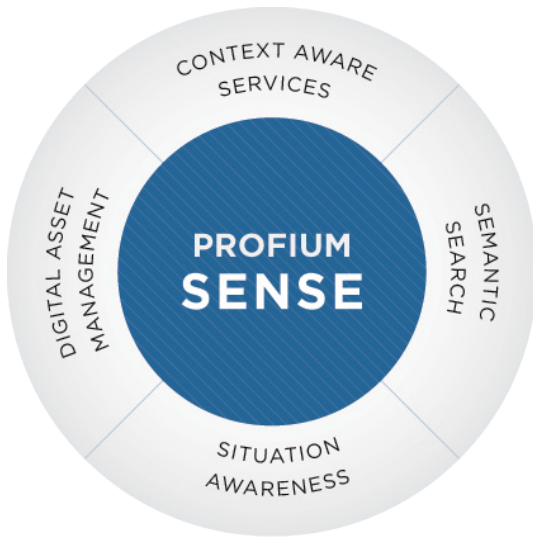 CONTEXT AWARE
SERVICES
DIGITAL ASSET
MANAGEMENT
PROFIUM
SENSE
SEMANTIC
SEARCH
SITUATION
AWARENESS